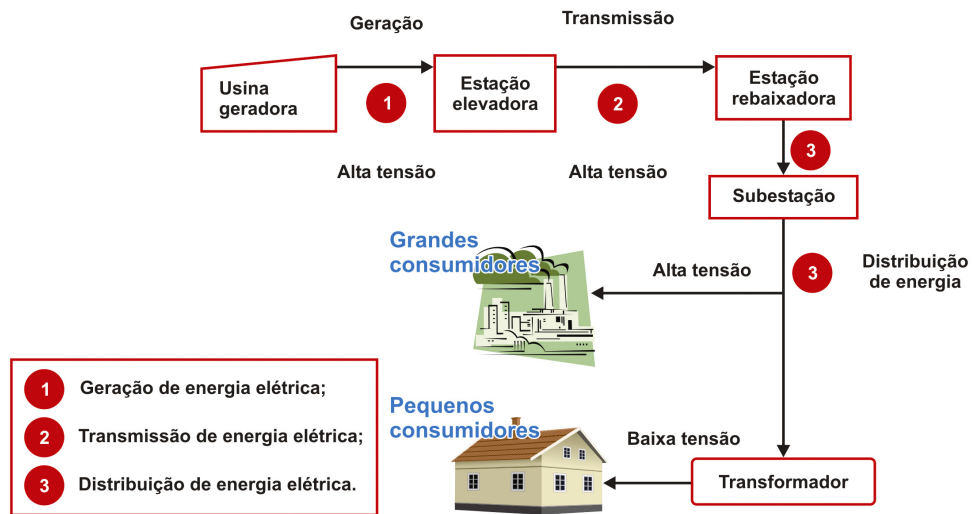 Geração
Transmissão
Usina
geradora
1
Estação
elevadora
2
Estação
rebaixadora
3
Alta tensão
Alta tensão
Subestação
Grandes
consumidores
Alta tensão
3
Distribuição
de energia
1 Geração de energia elétrica;
2 Transmissão de energia elétrica;
3 Distribuição de energia elétrica.
Pequenos
consumidores
Baixa tensão
Transformador